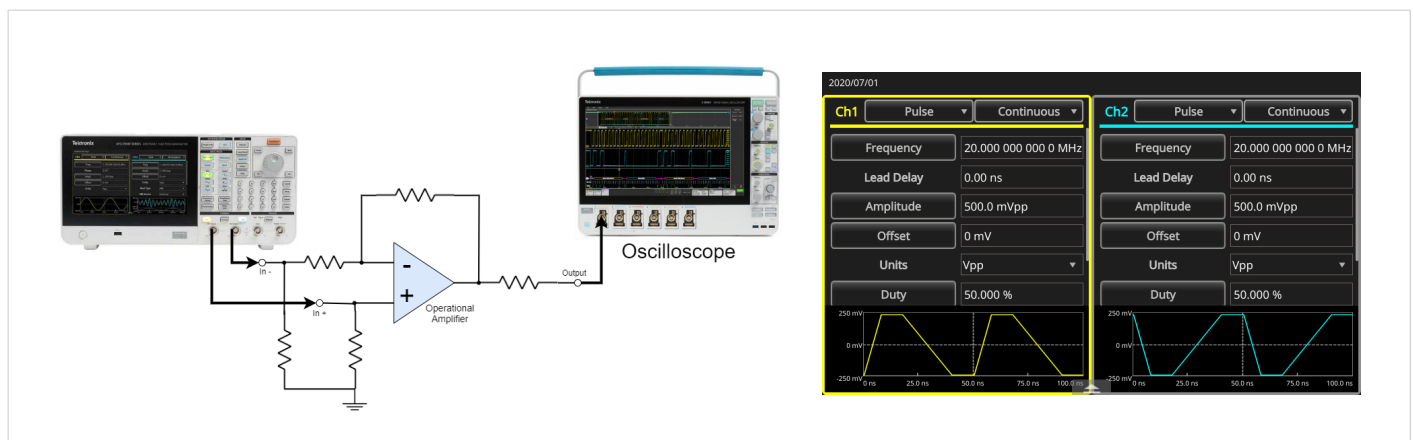 Tektronix
Tektronix
In -
In +
-
+
Operational
Amplifier
Output
Oscilloscope
2020/07/01
Ch1 Pulse Continuous
Frequency 20.000 000 000 0 MHz
Lead Delay 0.00 ns
Amplitude 500.0 mVpp
Offset 0 mV
Units Vpp
Duty 50.000 %
250 mV
0 mV
-250 mV
0 ns 25.0 ns 50.0 ns 75.0 ns 100.0 ns
Ch2 Pulse Continuous
Frequency 20.000 000 000 0 MHz
Lead Delay 0.00 ns
Amplitude 500.0 mVpp
Offset 0 mV
Units Vpp
Duty 50.000 %
250 mV
0 mV
-250 mV
0 ns 25.0 ns 50.0 ns 75.0 ns 100.0 ns